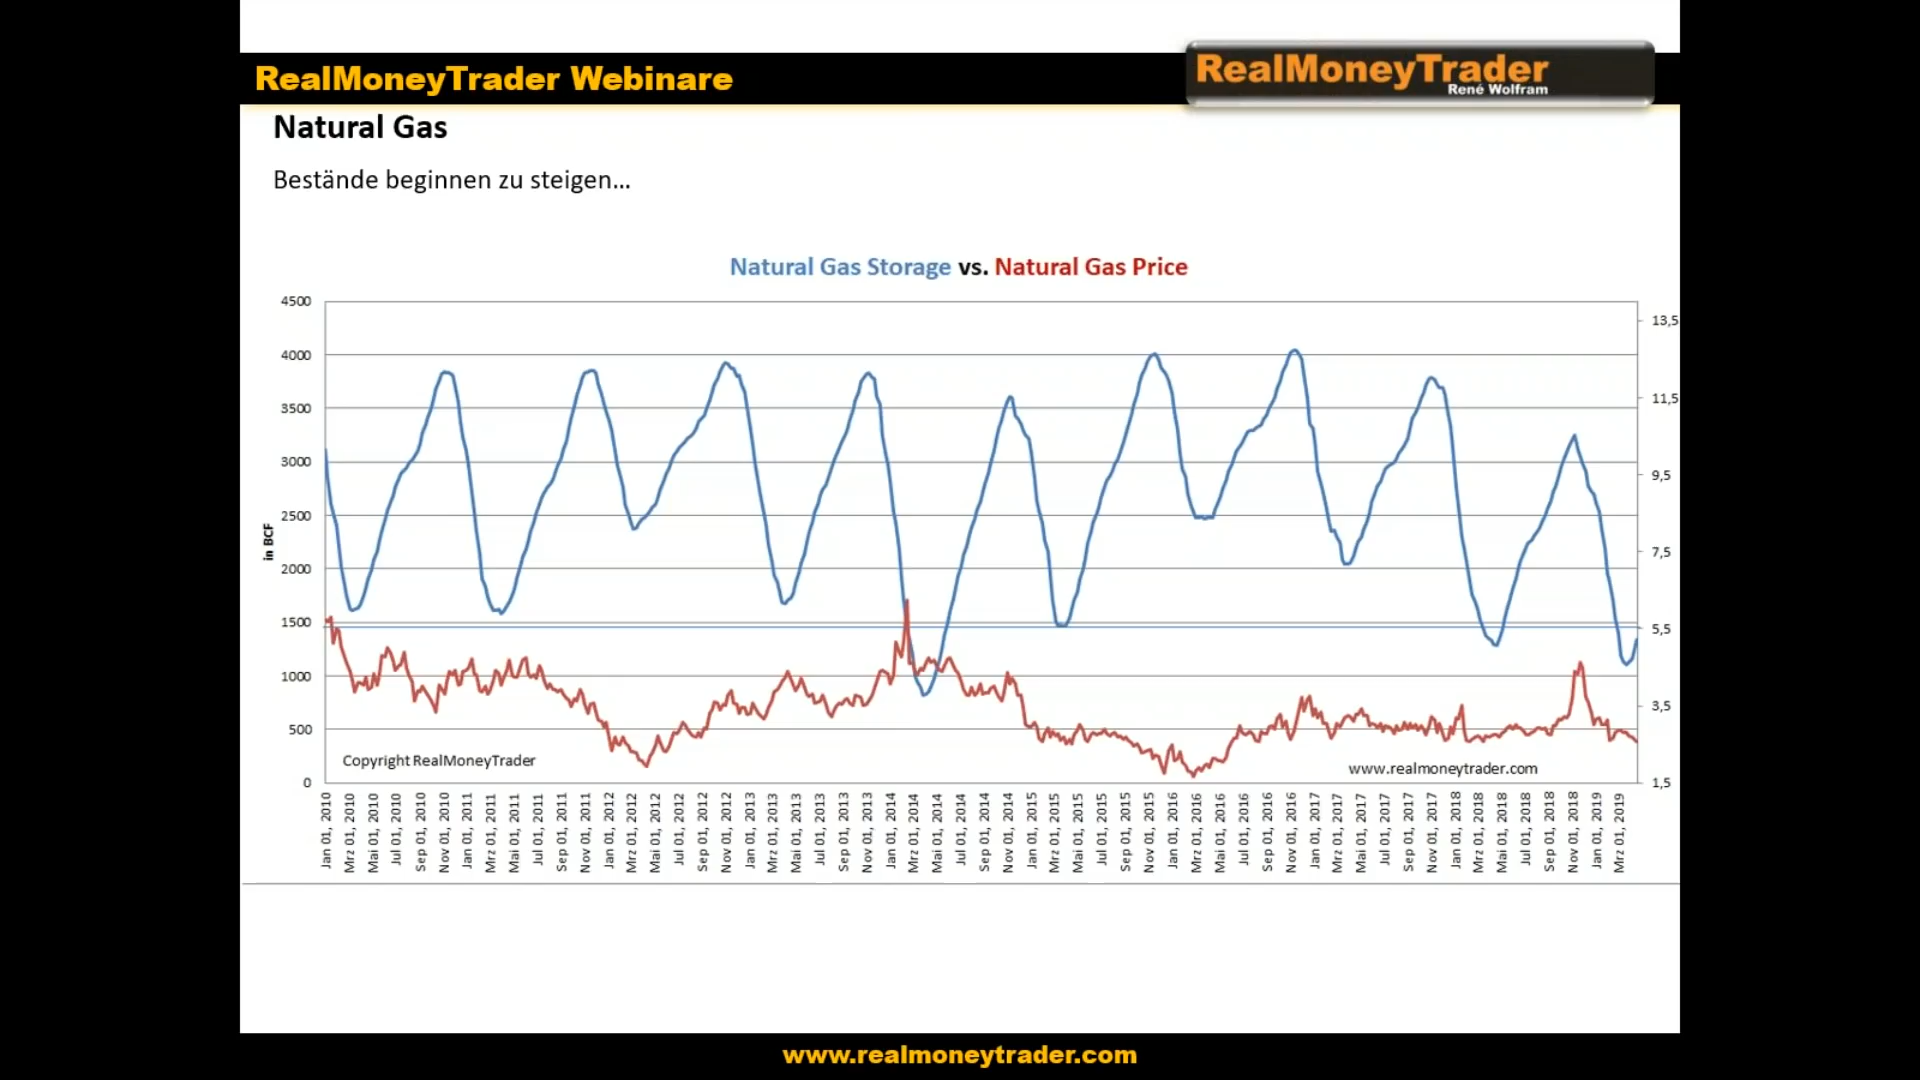 RealMoneyTrader Webinare
RealMoneyTrader
René Wolfram
Natural Gas
Bestände beginnen zu steigen...
Natural Gas Storage vs. Natural Gas Price
in BCF
4500
4000
3500
3000
2500
2000
1500
1000
500
0
13,5
11,5
9,5
7,5
5,5
3,5
1,5
Copyright RealMoneyTrader
www.realmoneytrader.com
Jan 01, 2010
Mrz 01, 2010
Mai 01, 2010
Jul 01, 2010
Sep 01, 2010
Nov 01, 2010
Jan 01, 2011
Mrz 01, 2011
Mai 01, 2011
Jul 01, 2011
Sep 01, 2011
Nov 01, 2011
Jan 01, 2012
Mrz 01, 2012
Mai 01, 2012
Jul 01, 2012
Sep 01, 2012
Nov 01, 2012
Jan 01, 2013
Mrz 01, 2013
Mai 01, 2013
Jul 01, 2013
Sep 01, 2013
Nov 01, 2013
Jan 01, 2014
Mrz 01, 2014
Mai 01, 2014
Jul 01, 2014
Sep 01, 2014
Nov 01, 2014
Jan 01, 2015
Mrz 01, 2015
Mai 01, 2015
Jul 01, 2015
Sep 01, 2015
Nov 01, 2015
Jan 01, 2016
Mrz 01, 2016
Mai 01, 2016
Jul 01, 2016
Sep 01, 2016
Nov 01, 2016
Jan 01, 2017
Mrz 01, 2017
Mai 01, 2017
Jul 01, 2017
Sep 01, 2017
Nov 01, 2017
Jan 01, 2018
Mrz 01, 2018
Mai 01, 2018
Jul 01, 2018
Sep 01, 2018
Nov 01, 2018
Jan 01, 2019
Mrz 01, 2019
www.realmoneytrader.com